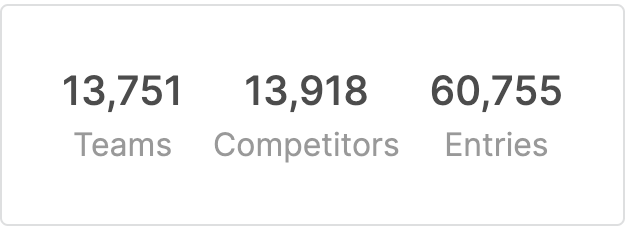 13,751 13,918 60,755
Teams Competitors Entries